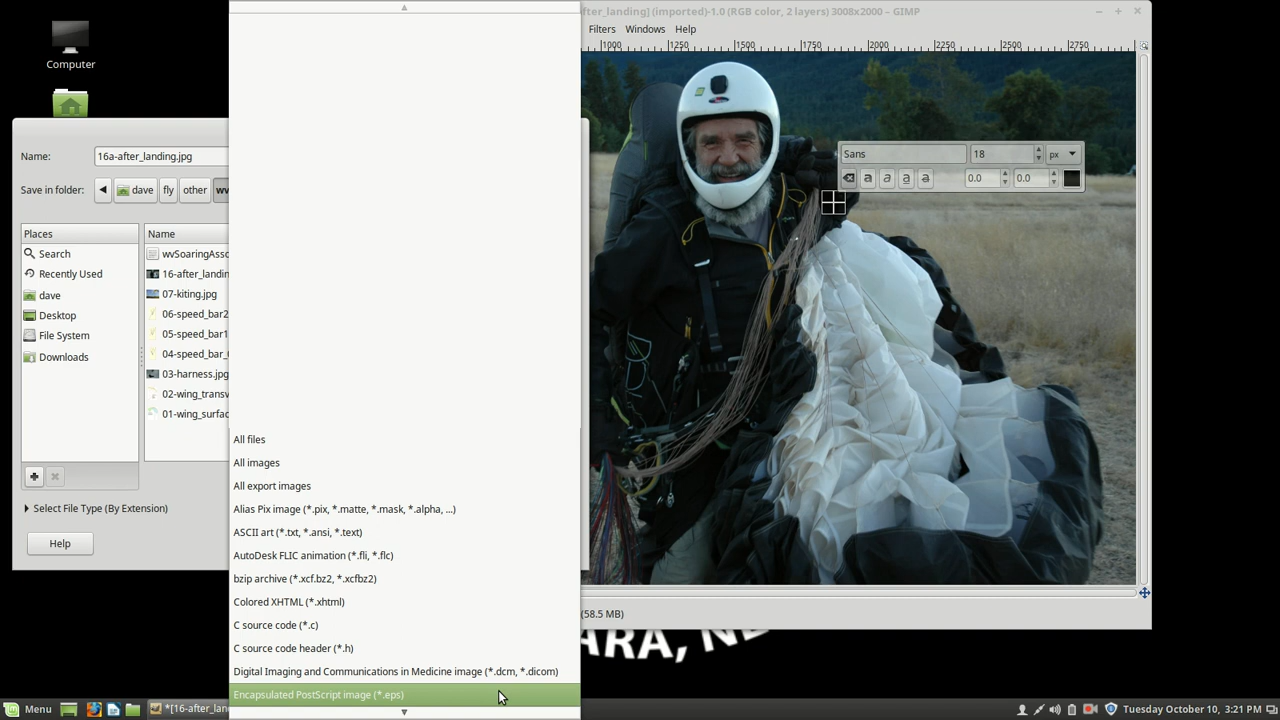 Computer
after_landing] (imported)-1.0 (RGB color, 2 layers) 3008x2000 – GIMP
Filters Windows Help
1000 1250 1500 1750 2000 2250 2500 2750
Name: 16a-after_landing.jpg
Save in folder: dave fly other
Places
Search
Recently Used
dave
Desktop
File System
Downloads
Name
wvSoaringAsso
16-after_landin
07-kiting.jpg
06-speed_bar2
05-speed_bar1
04-speed_bar_
03-harness.jpg
02-wing_transv
01-wing_surfac
Select File Type (By Extension)
Help
All files
All images
All export images
Alias Pix image (*.pix, *.matte, *.mask, *.alpha, ...)
ASCII art (*.txt, *.ansi, *.text)
AutoDesk FLIC animation (*.fli, *.flc)
bzip archive (*.xcf.bz2, *.xcfbz2)
Colored XHTML (*.xhtml)
C source code (*.c)
C source code header (*.h)
Digital Imaging and Communications in Medicine image (*.dcm, *.dicom)
Encapsulated PostScript image (*.eps)
Sans 18 px
a a a a 0.0 0.0
(58.5 MB)
ARA, NE
Menu *[16-after_lan Tuesday October 10, 3:21 PM